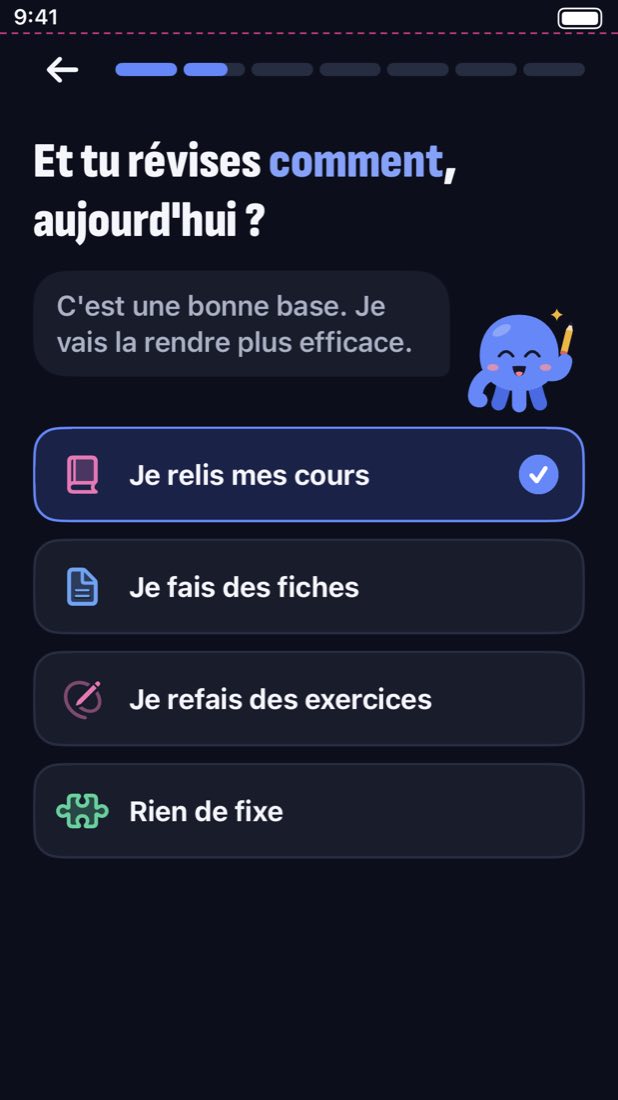 9:41
Et tu révises comment,
aujourd'hui ?
C'est une bonne base. Je
vais la rendre plus efficace.
Je relis mes cours
Je fais des fiches
Je refais des exercices
Rien de fixe